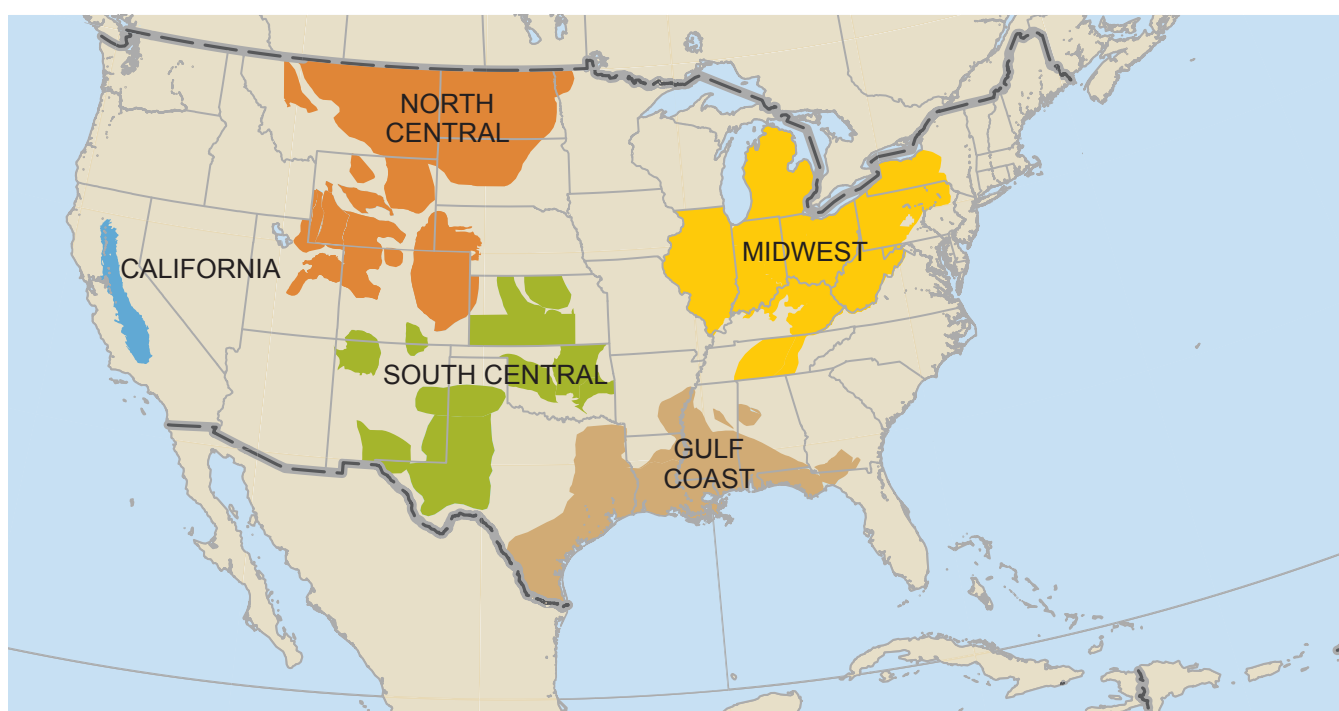 NORTH
CENTRAL
MIDWEST
CALIFORNIA
SOUTH CENTRAL
GULF
COAST